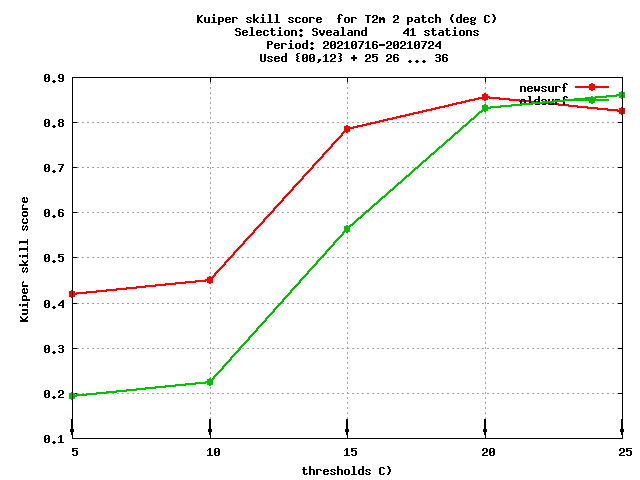 Kuiper skill score  for T2m 2 patch (deg C)
Selection: Svealand     41 stations
Period: 20210716-20210724
Used {00,12} + 25 26 ... 36
newsurf
oldsurf
Kuiper skill score
0.9
0.8
0.7
0.6
0.5
0.4
0.3
0.2
0.1
5 10 15 20 25
thresholds C)